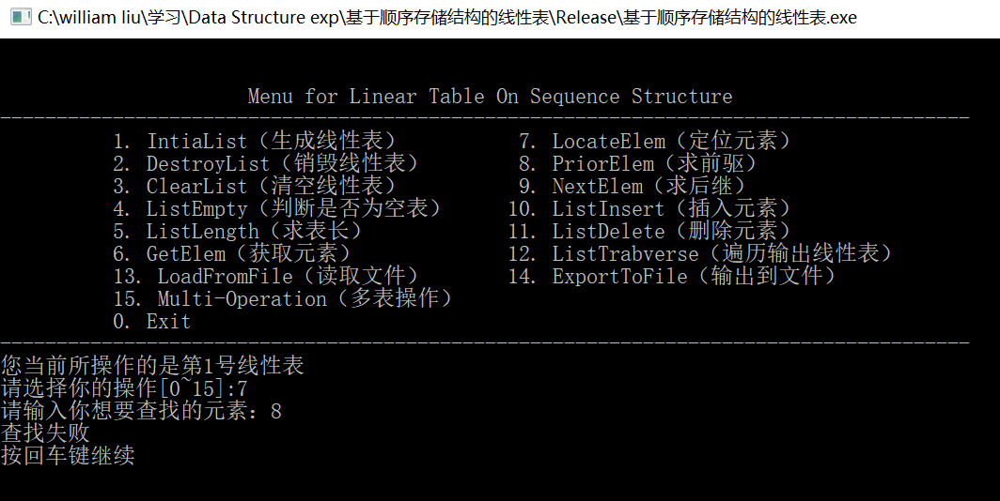 C:\william liu\学习\Data Structure exp\基于顺序存储结构的线性表\Release\基于顺序存储结构的线性表.exe
Menu for Linear Table On Sequence Structure
--------------------------------------------------------------------------------------
1. IntiaList（生成线性表） 7. LocateElem（定位元素）
2. DestroyList（销毁线性表） 8. PriorElem（求前驱）
3. ClearList（清空线性表） 9. NextElem（求后继）
4. ListEmpty（判断是否为空表） 10. ListInsert（插入元素）
5. ListLength（求表长） 11. ListDelete（删除元素）
6. GetElem（获取元素） 12. ListTrabverse（遍历输出线性表）
13. LoadFromFile（读取文件） 14. ExportToFile（输出到文件）
15. Multi-Operation（多表操作）
0. Exit
--------------------------------------------------------------------------------------
您当前所操作的是第1号线性表
请选择你的操作[0~15]:7
请输入你想要查找的元素：8
查找失败
按回车键继续